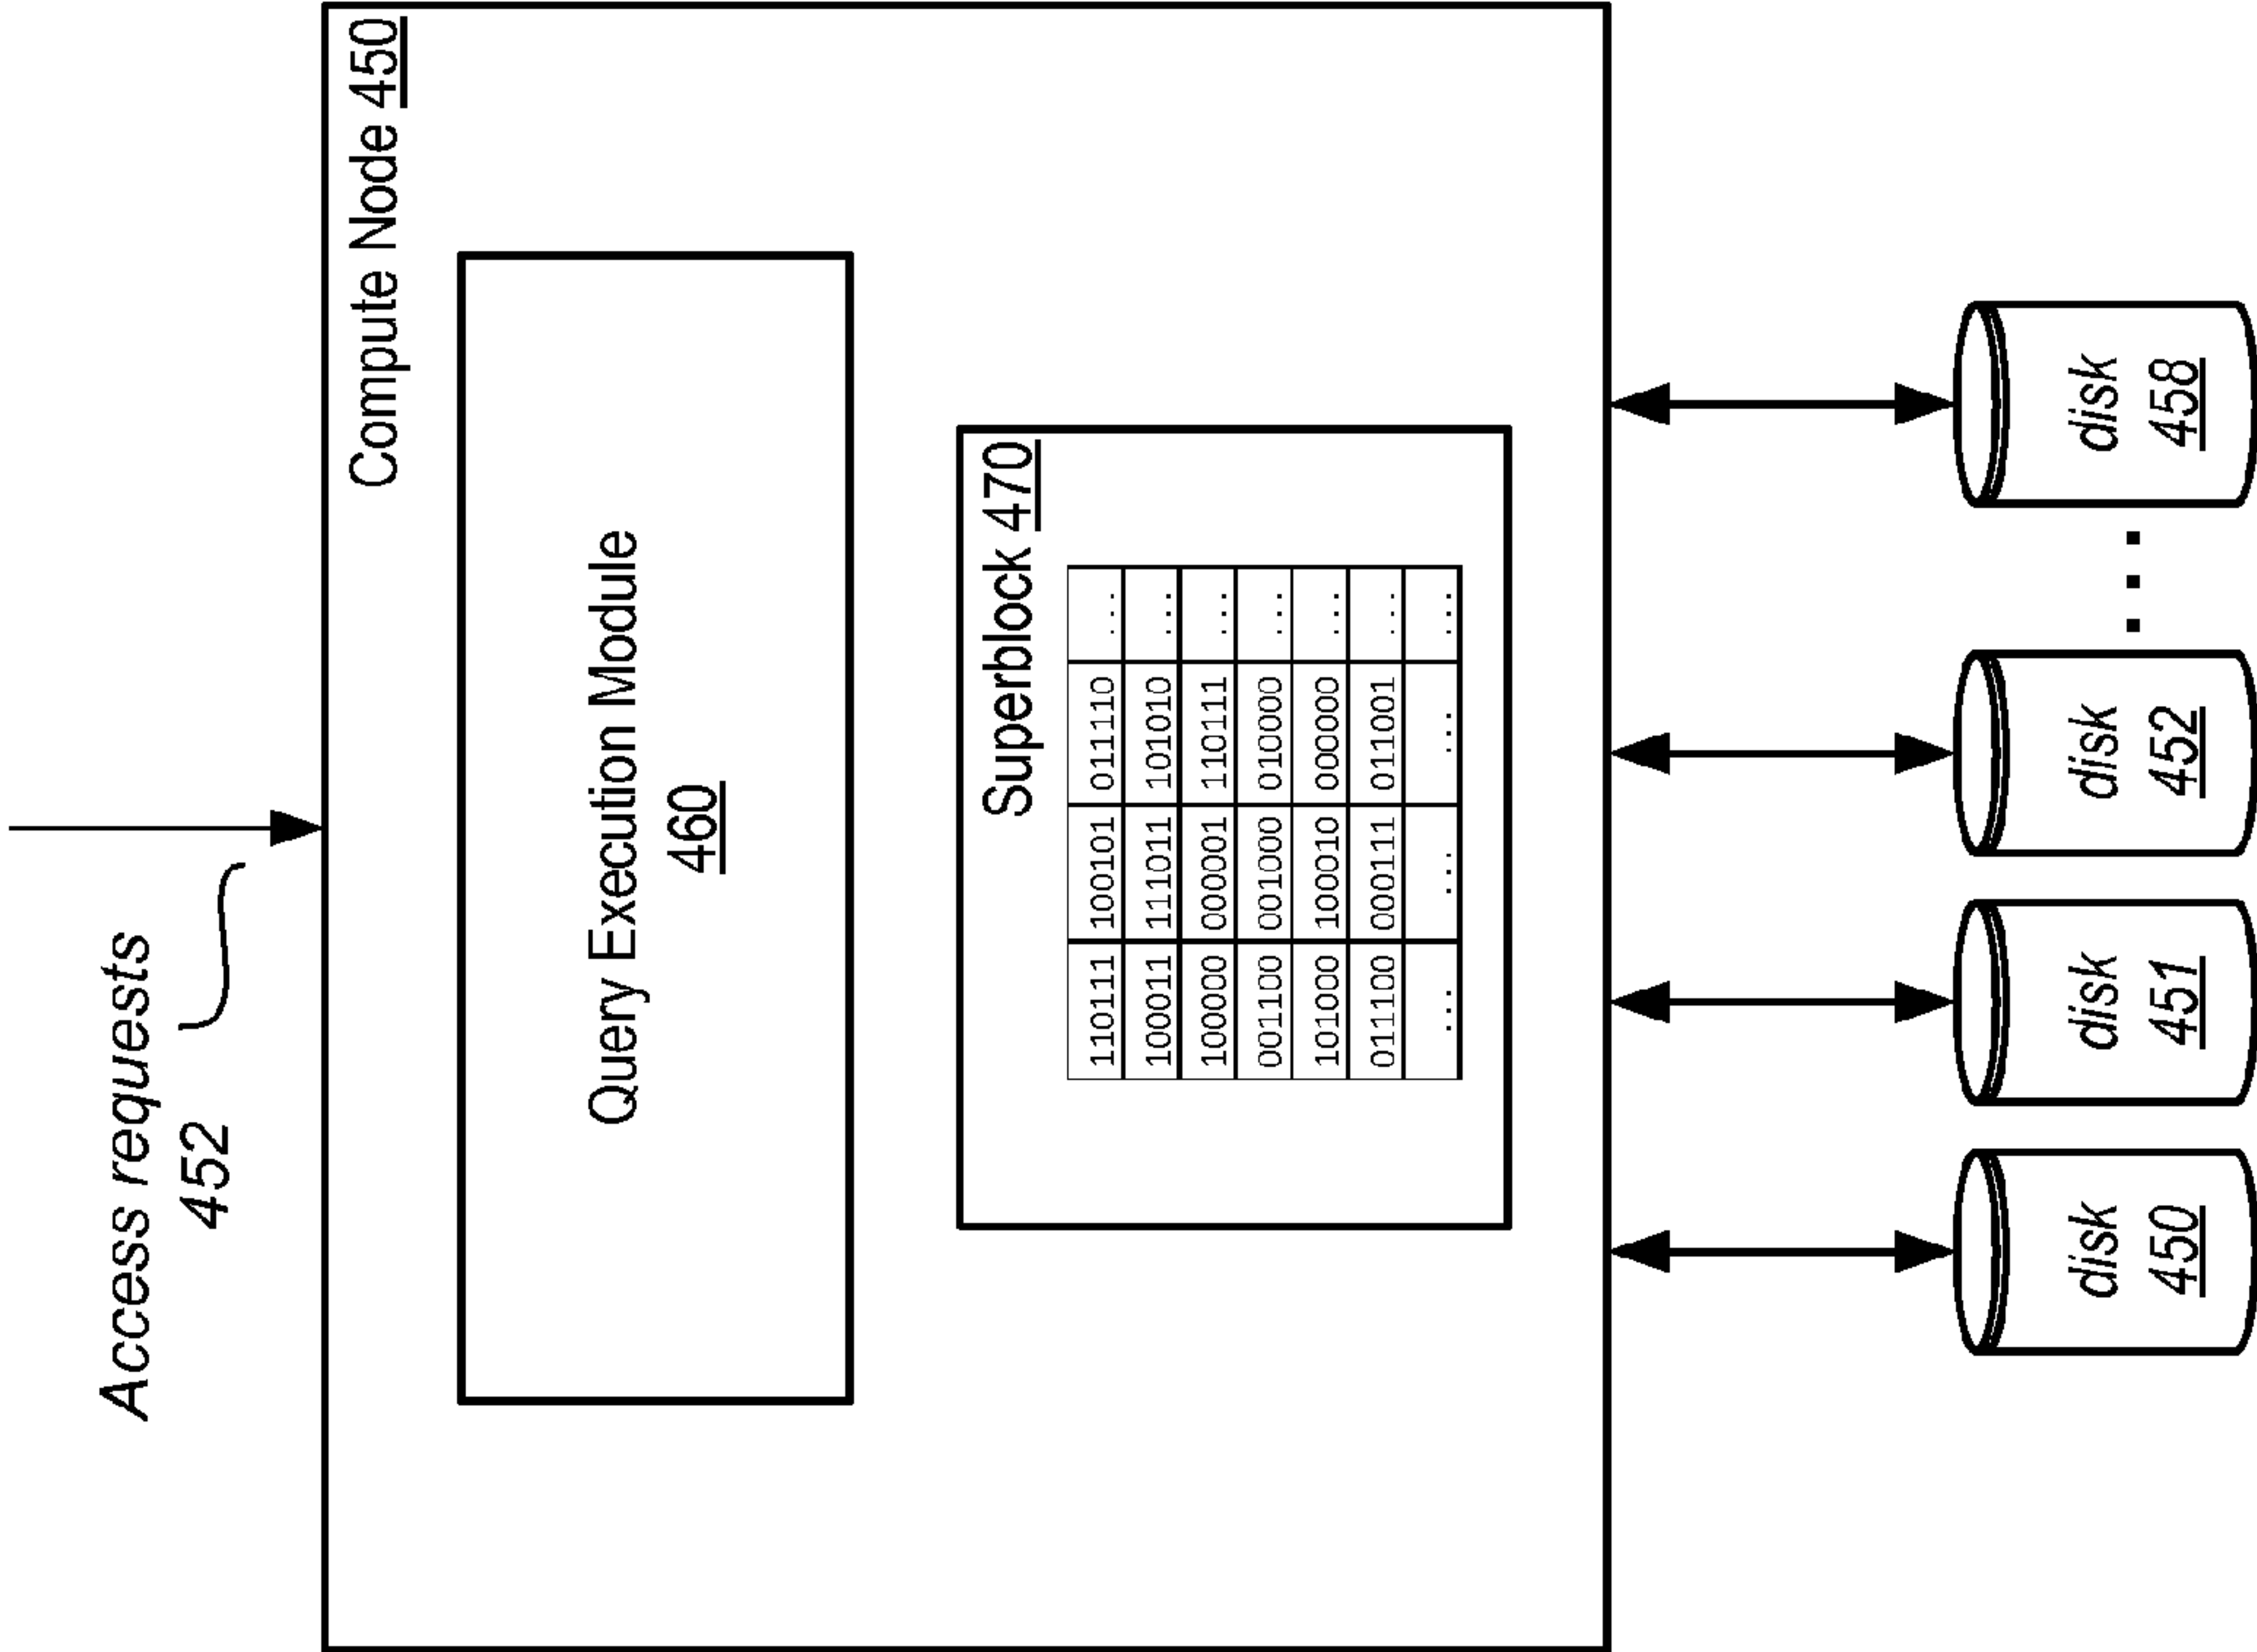 Access requests
452
Compute Node 450
Query Execution Module
460
Superblock 470
110111 100101 011110 ...
100011 111011 101010 ...
100000 000001 110111 ...
001100 001000 010000 ...
101000 100010 000000 ...
011100 000111 011001 ...
... ... ... ...
disk disk disk ... disk
450 451 452 458